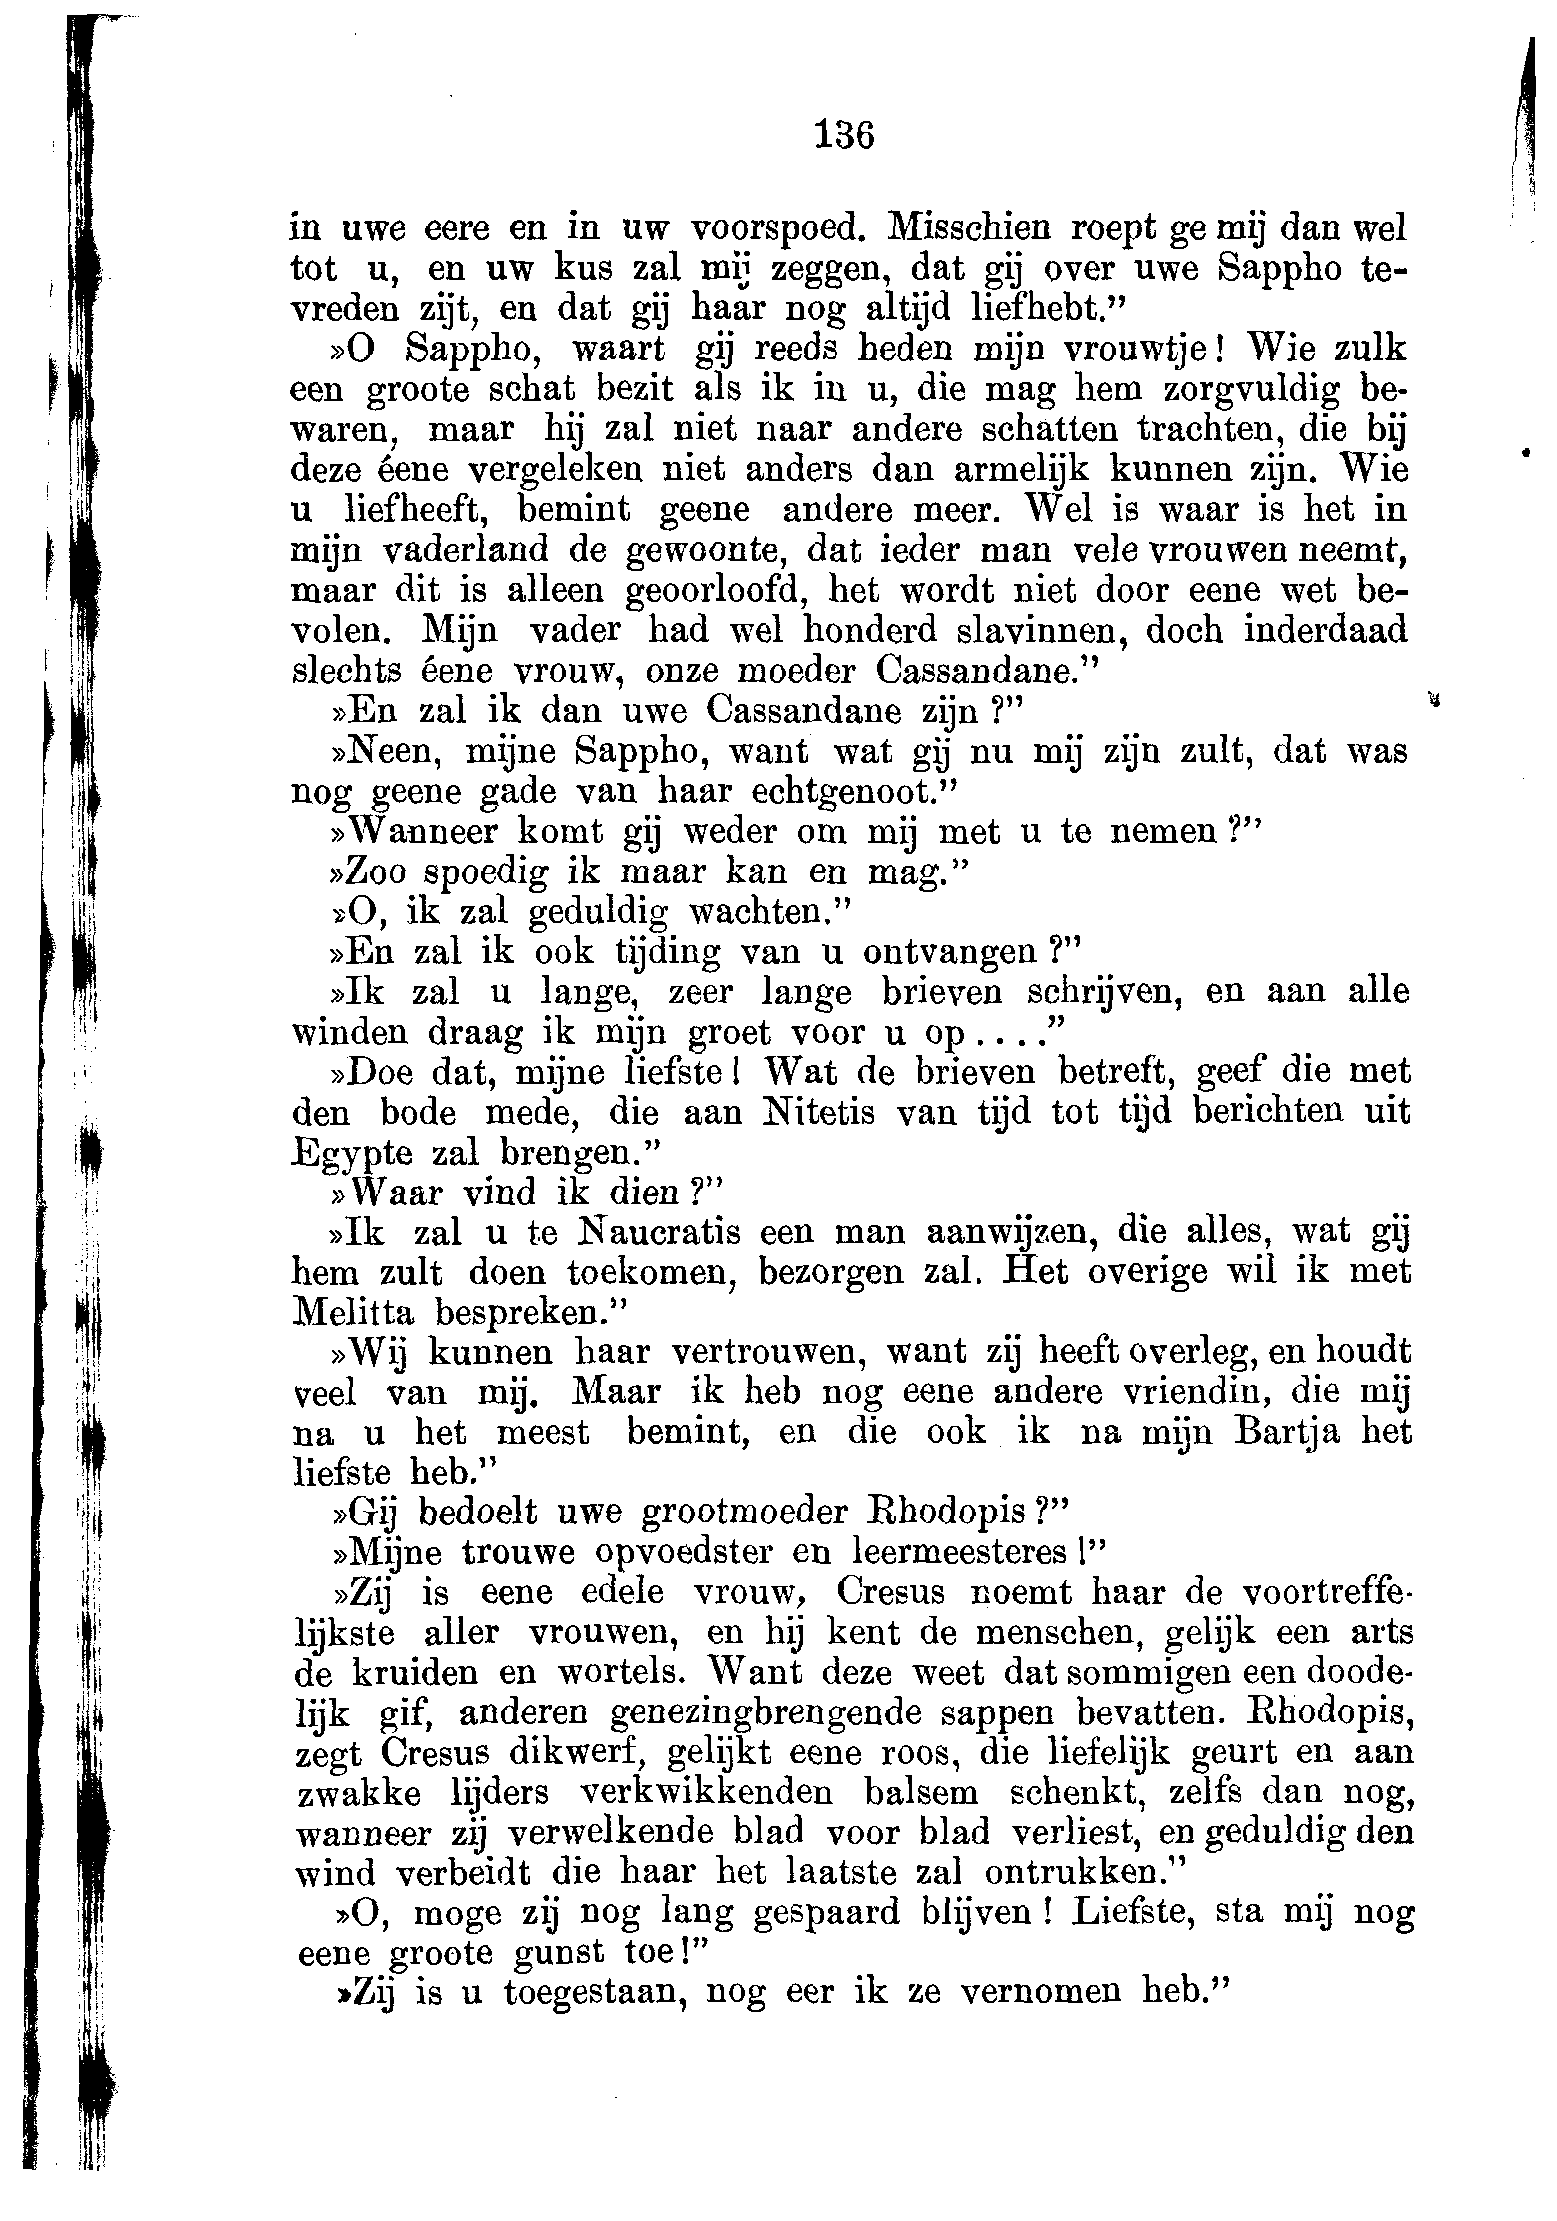 136
in uwe eere en in uw voorspoed. Misschien roept ge mij dan wel
tot u, en uw kus zal mij zeggen, dat gij over uwe Sappho te-
vreden zijt, en dat gij haar nog altijd liefhebt.”
»O Sappho, waart gij reeds heden mijn vrouwtje! Wie zulk
een groote schat bezit als ik in u, die mag hem zorgvuldig be-
waren, maar hij zal niet naar andere schatten trachten, die bij
deze éene vergeleken niet anders dan armelijk kunnen zijn. Wie
u liefheeft, bemint geene andere meer. Wel is waar is het in
mijn vaderland de gewoonte, dat ieder man vele vrouwen neemt,
maar dit is alleen geoorloofd, het wordt niet door eene wet be-
volen. Mijn vader had wel honderd slavinnen, doch inderdaad
slechts éene vrouw, onze moeder Cassandane.”
»En zal ik dan uwe Cassandane zijn?”
»Neen, mijne Sappho, want wat gij nu mij zijn zult, dat was
nog geene gade van haar echtgenoot.”
»Wanneer komt gij weder om mij met u te nemen?”
»Zoo spoedig ik maar kan en mag.”
»O, ik zal geduldig wachten.”
»En zal ik ook tijding van u ontvangen?”
»Ik zal u lange, zeer lange brieven schrijven, en aan alle
winden draag ik mijn groet voor u op....”
»Doe dat, mijne liefste! Wat de brieven betreft, geef die met
den bode mede, die aan Nitetis van tijd tot tijd berichten uit
Egypte zal brengen.”
»Waar vind ik dien?”
»Ik zal u te Naucratis een man aanwijzen, die alles, wat gij
hem zult doen toekomen, bezorgen zal. Het overige wil ik met
Melitta bespreken.”
»Wij kunnen haar vertrouwen, want zij heeft overleg, en houdt
veel van mij. Maar ik heb nog eene andere vriendin, die mij
na u het meest bemint, en die ook ik na mijn Bartja het
liefste heb.”
»Gij bedoelt uwe grootmoeder Rhodopis?”
»Mijne trouwe opvoedster en leermeesteres!”
»Zij is eene edele vrouw, Cresus noemt haar de voortreffe-
lijkste aller vrouwen, en hij kent de menschen, gelijk een arts
de kruiden en wortels. Want deze weet dat sommigen een doode-
lijk gif, anderen genezingbrengende sappen bevatten. Rhodopis,
zegt Cresus dikwerf, gelijkt eene roos, die liefelijk geurt en aan
zwakke lijders verkwikkenden balsem schenkt, zelfs dan nog,
wanneer zij verwelkende blad voor blad verliest, en geduldig den
wind verbeidt die haar het laatste zal ontrukken.”
»O, moge zij nog lang gespaard blijven! Liefste, sta mij nog
eene groote gunst toe!”
»Zij is u toegestaan, nog eer ik ze vernomen heb.”